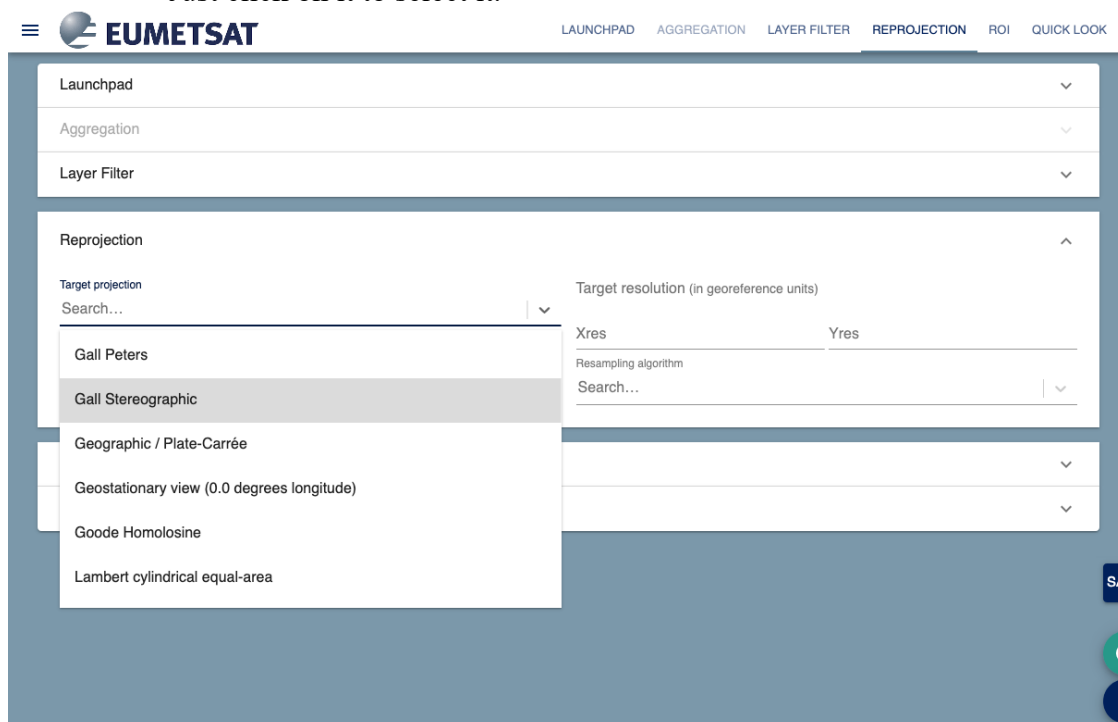 EUMETSAT
LAUNCHPAD AGGREGATION LAYER FILTER REPROJECTION ROI QUICK LOOK
Launchpad
Aggregation
Layer Filter
Reprojection
Target projection
Search...
Target resolution (in georeference units)
Xres Yres
Resampling algorithm
Search...
Gall Peters
Gall Stereographic
Geographic / Plate-Carrée
Geostationary view (0.0 degrees longitude)
Goode Homolosine
Lambert cylindrical equal-area